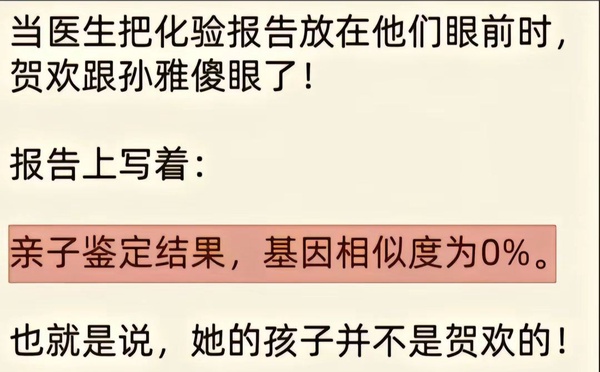 当医生把化验报告放在他们眼前时，
贺欢跟孙雅傻眼了！
报告上写着：
亲子鉴定结果，基因相似度为0%。
也就是说，她的孩子并不是贺欢的！